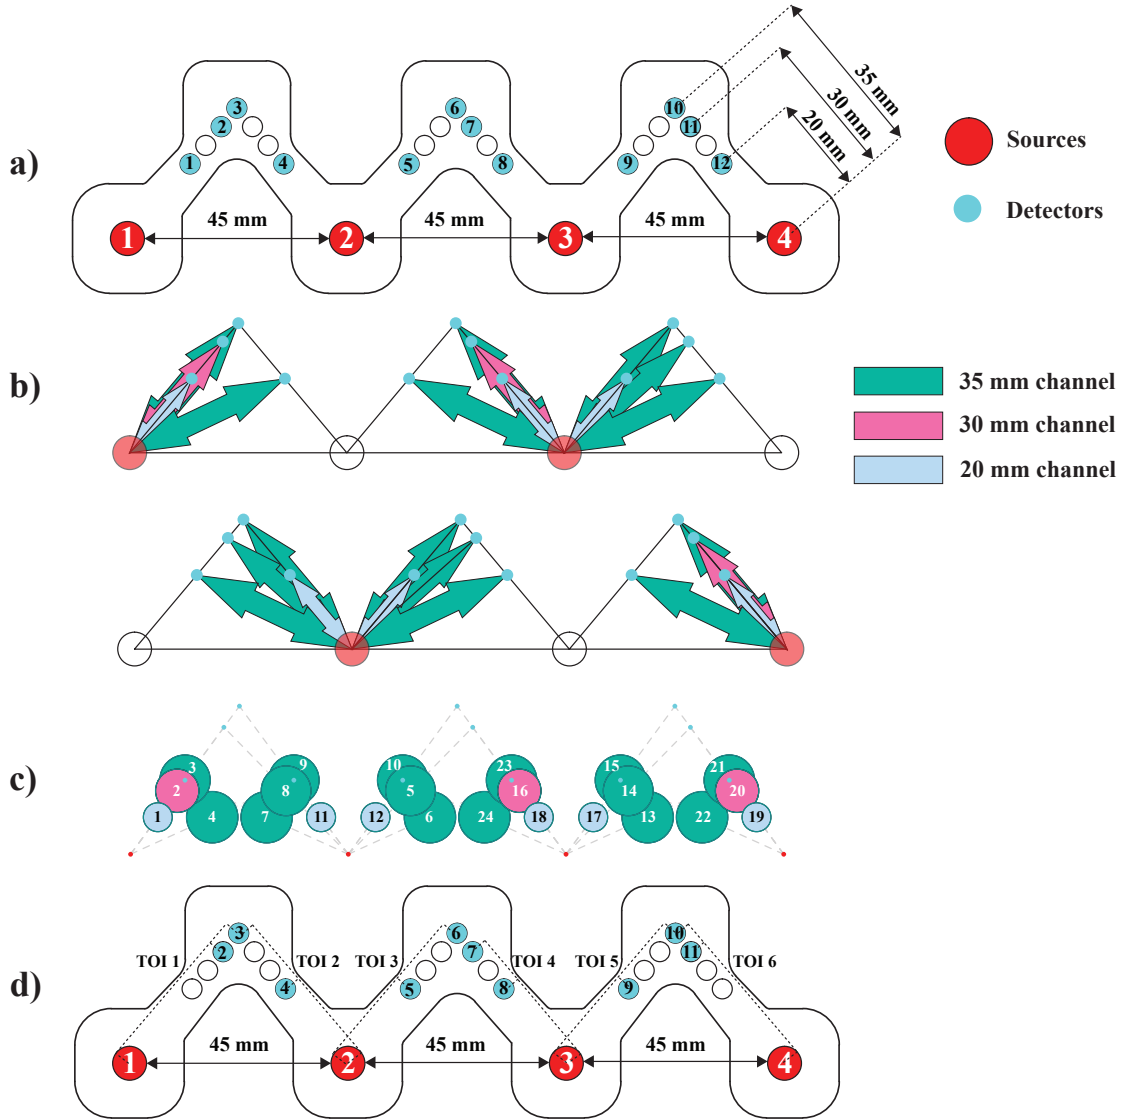 a)
1 2 3 4 5 6 7 8 9 10 11 12
35 mm
30 mm
20 mm
45 mm 45 mm 45 mm
1 2 3 4
Sources
Detectors
b)
35 mm channel
30 mm channel
20 mm channel
c)
3 9 10 23 15 21
2 8 5 16 14 20
1 4 7 11 12 6 24 18 17 13 22 19
d)
2 3 4 5 6 7 8 9 10 11
TOI 1 TOI 2 TOI 3 TOI 4 TOI 5 TOI 6
45 mm 45 mm 45 mm
1 2 3 4